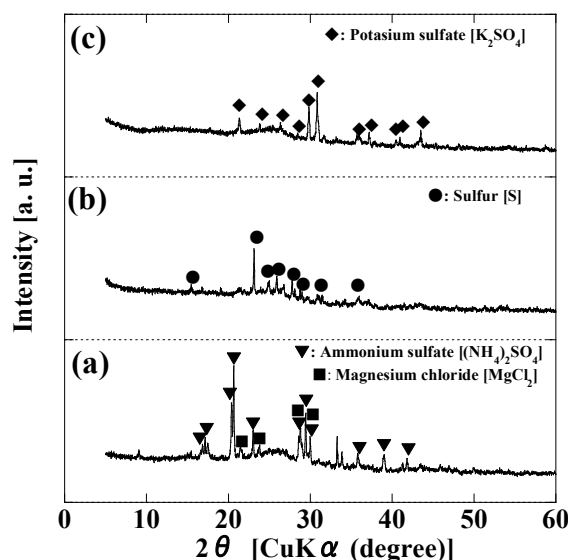 (c)
◆: Potasium sulfate [K₂SO₄]
(b)
●: Sulfur [S]
(a)
▼: Ammonium sulfate [(NH₄)₂SO₄]
■: Magnesium chloride [MgCl₂]
Intensity [a. u.]
0 10 20 30 40 50 60
2θ [CuKα (degree)]